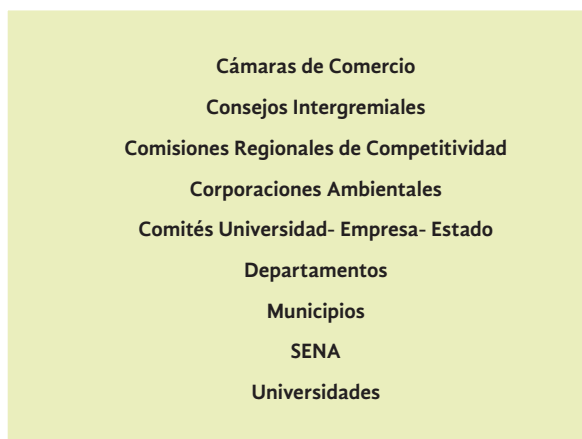 Cámaras de Comercio
Consejos Intergremiales
Comisiones Regionales de Competitividad
Corporaciones Ambientales
Comités Universidad- Empresa- Estado
Departamentos
Municipios
SENA
Universidades